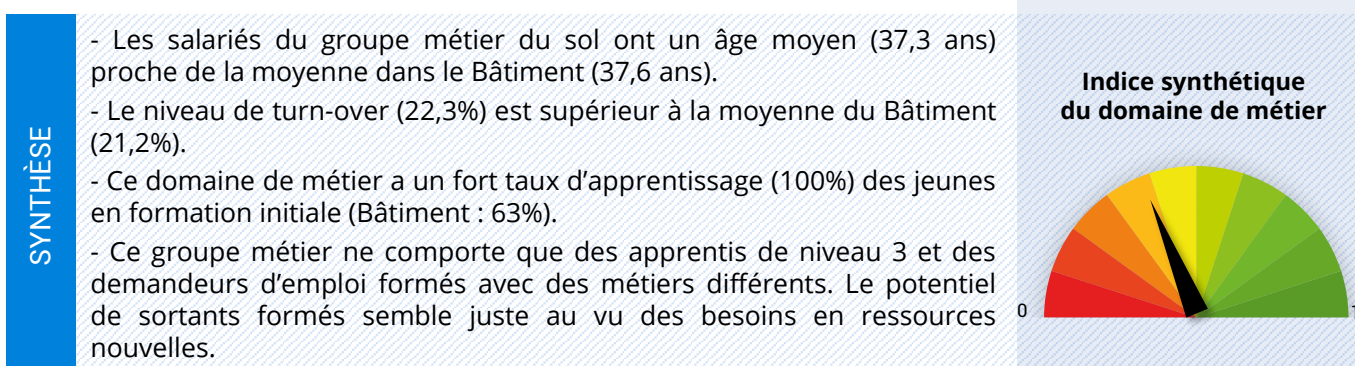 SYNTHÈSE
- Les salariés du groupe métier du sol ont un âge moyen (37,3 ans)
proche de la moyenne dans le Bâtiment (37,6 ans).
- Le niveau de turn-over (22,3%) est supérieur à la moyenne du Bâtiment
(21,2%).
- Ce domaine de métier a un fort taux d’apprentissage (100%) des jeunes
en formation initiale (Bâtiment : 63%).
- Ce groupe métier ne comporte que des apprentis de niveau 3 et des
demandeurs d’emploi formés avec des métiers différents. Le potentiel
de sortants formés semble juste au vu des besoins en ressources
nouvelles.
Indice synthétique
du domaine de métier
0